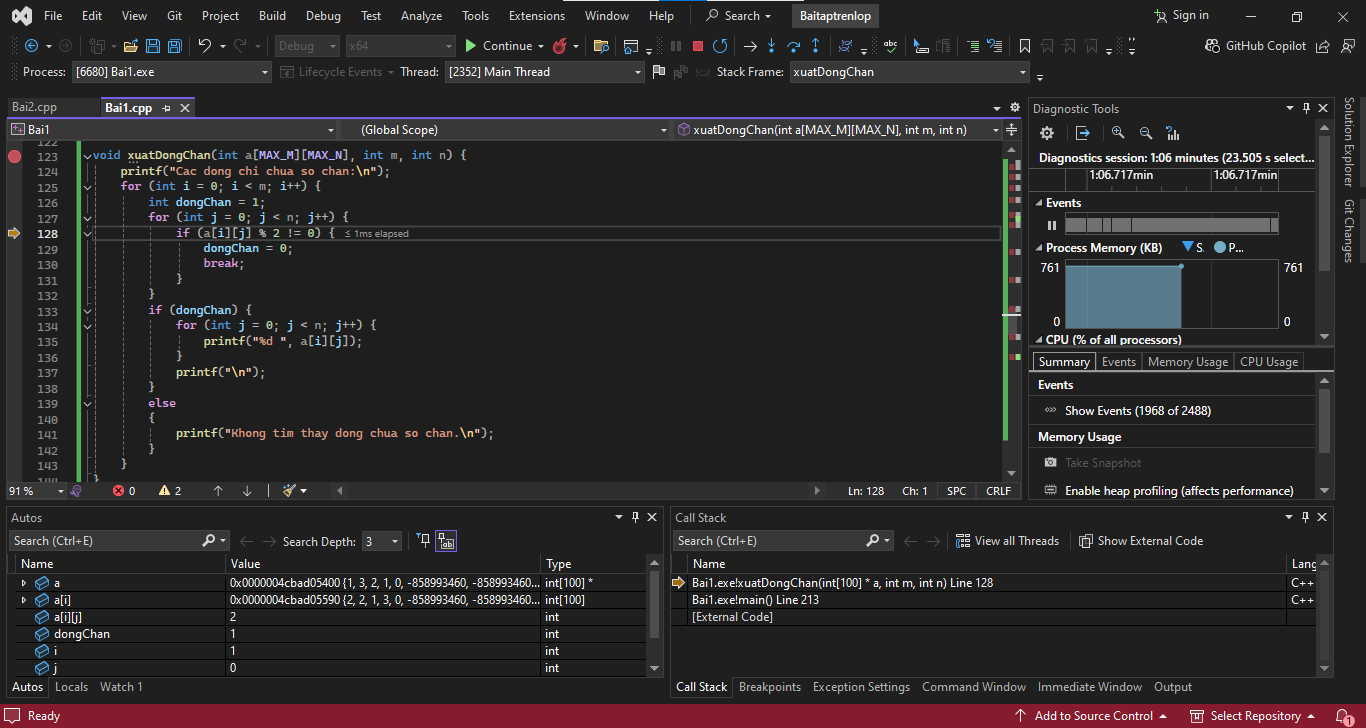 File Edit View Git Project Build Debug Test Analyze Tools Extensions Window Help Search Baitaptrenlop Sign in
Debug x64 Continue GitHub Copilot
Process: [6680] Bai1.exe Lifecycle Events Thread: [2352] Main Thread Stack Frame: xuatDongChan
Bai2.cpp Bai1.cpp
Bai1 (Global Scope) xuatDongChan(int a[MAX_M][MAX_N], int m, int n)
122
123 void xuatDongChan(int a[MAX_M][MAX_N], int m, int n) {
124 printf("Cac dong chi chua so chan:\n");
125 for (int i = 0; i < m; i++) {
126 int dongChan = 1;
127 for (int j = 0; j < n; j++) {
128 if (a[i][j] % 2 != 0) { ≤ 1ms elapsed
129 dongChan = 0;
130 break;
131 }
132 }
133 if (dongChan) {
134 for (int j = 0; j < n; j++) {
135 printf("%d ", a[i][j]);
136 }
137 printf("\n");
138 }
139 else
140 {
141 printf("Khong tim thay dong chua so chan.\n");
142 }
143 }
144 }
91 % 0 2 Ln: 128 Ch: 1 SPC CRLF
Diagnostic Tools
Diagnostics session: 1:06 minutes (23.505 s select...
1:06.717min 1:06.717min
Events
Process Memory (KB) S. P...
761 761
0 0
CPU (% of all processors)
Summary Events Memory Usage CPU Usage
Events
Show Events (1968 of 2488)
Memory Usage
Take Snapshot
Enable heap profiling (affects performance)
Solution Explorer
Git Changes
Autos
Search (Ctrl+E) Search Depth: 3
Name Value Type
a 0x0000004cbad05400 {1, 3, 2, 1, 0, -858993460, -858993460... int[100] *
a[i] 0x0000004cbad05590 {2, 2, 1, 3, 0, -858993460, -858993460... int[100]
a[i][j] 2 int
dongChan 1 int
i 1 int
j 0 int
Autos Locals Watch 1
Call Stack
Search (Ctrl+E) View all Threads Show External Code
Name Lang
Bai1.exe!xuatDongChan(int[100] * a, int m, int n) Line 128 C++
Bai1.exe!main() Line 213 C++
[External Code]
Call Stack Breakpoints Exception Settings Command Window Immediate Window Output
Ready Add to Source Control Select Repository 1